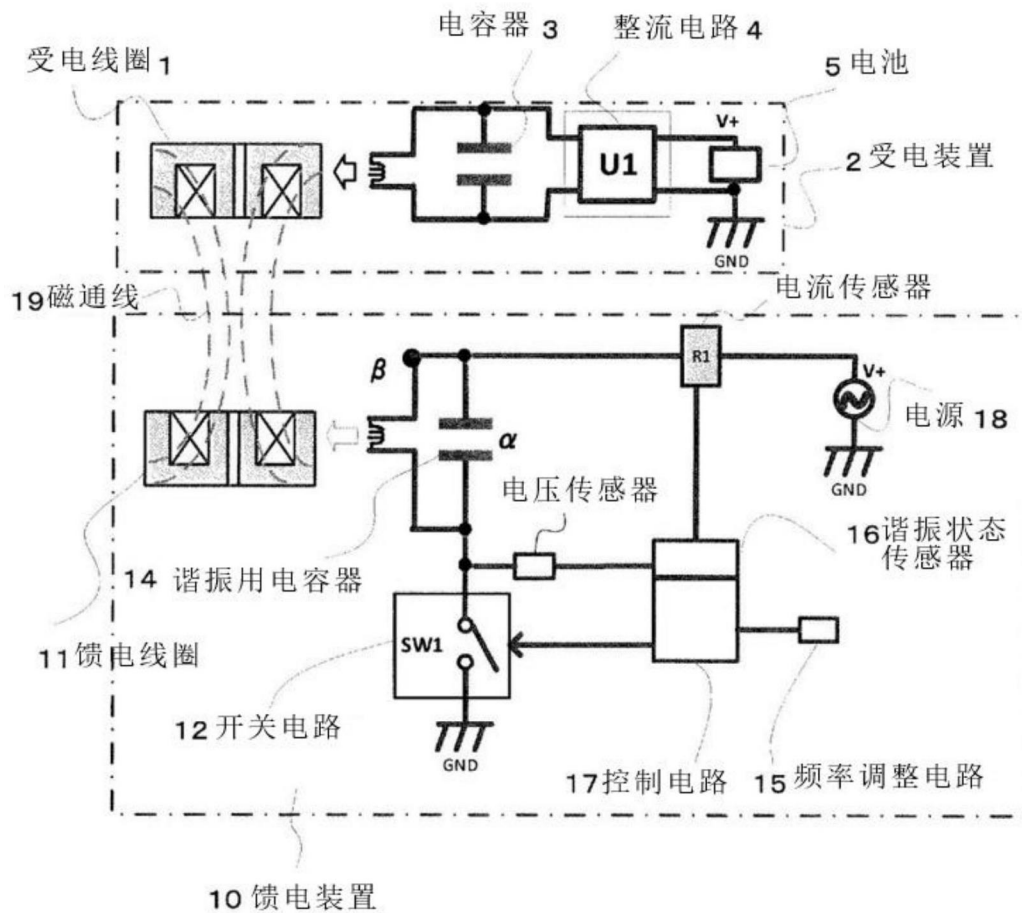 电容器 3
整流电路 4
受电线圈 1
5 电池
V+
U1
2 受电装置
GND
19 磁通线
电流传感器
R1
β
V+
α
电源 18
GND
电压传感器
16 谐振状态
传感器
14 谐振用电容器
SW1
11 馈电线圈
12 开关电路
GND
17 控制电路
15 频率调整电路
10 馈电装置